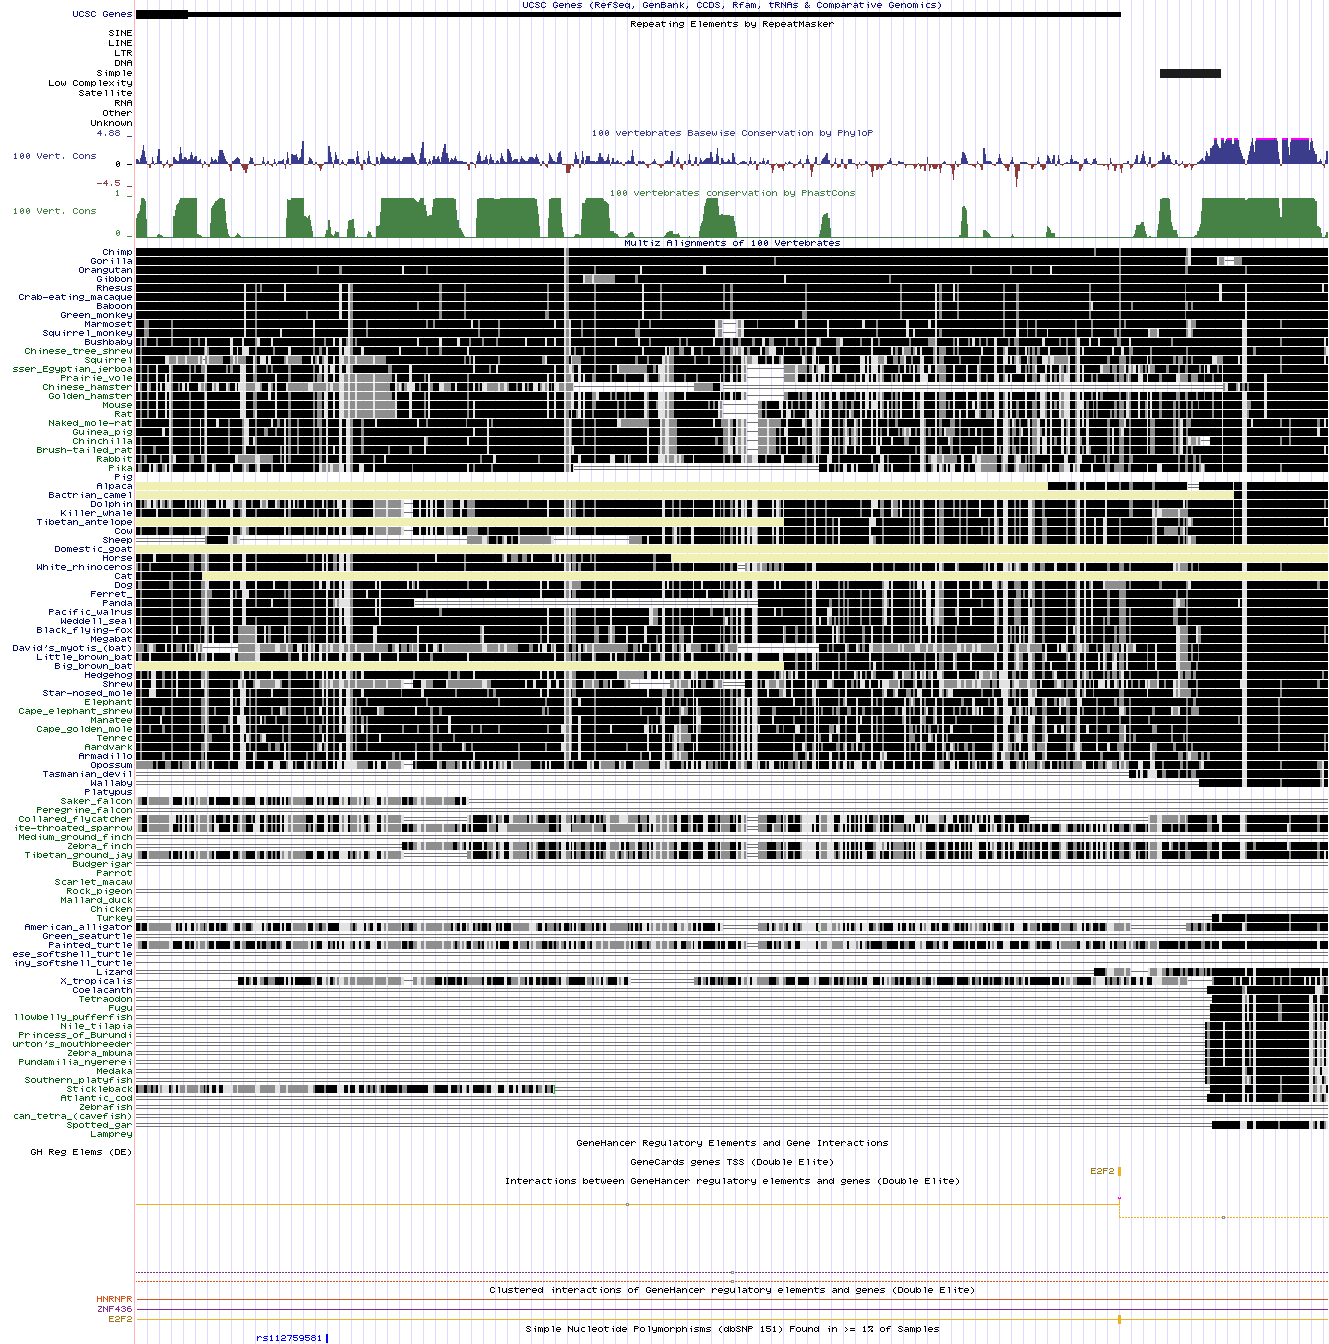 UCSC Genes (RefSeq, GenBank, CCDS, Rfam, tRNAs & Comparative Genomics)
UCSC Genes
Repeating Elements by RepeatMasker
SINE
LINE
LTR
DNA
Simple
Low Complexity
Satellite
RNA
Other
Unknown
4.88 _
100 vertebrates Basewise Conservation by PhyloP
100 Vert. Cons
0 _
-4.5 _
1 _
100 vertebrates conservation by PhastCons
100 Vert. Cons
0 _
Multiz Alignments of 100 Vertebrates
Chimp
Gorilla
Orangutan
Gibbon
Rhesus
Crab-eating_macaque
Baboon
Green_monkey
Marmoset
Squirrel_monkey
Bushbaby
Chinese_tree_shrew
Squirrel
sser_Egyptian_jerboa
Prairie_vole
Chinese_hamster
Golden_hamster
Mouse
Rat
Naked_mole-rat
Guinea_pig
Chinchilla
Brush-tailed_rat
Rabbit
Pika
Pig
Alpaca
Bactrian_camel
Dolphin
Killer_whale
Tibetan_antelope
Cow
Sheep
Domestic_goat
Horse
White_rhinoceros
Cat
Dog
Ferret_
Panda
Pacific_walrus
Weddell_seal
Black_flying-fox
Megabat
David's_myotis_(bat)
Little_brown_bat
Big_brown_bat
Hedgehog
Shrew
Star-nosed_mole
Elephant
Cape_elephant_shrew
Manatee
Cape_golden_mole
Tenrec
Aardvark
Armadillo
Opossum
Tasmanian_devil
Wallaby
Platypus
Saker_falcon
Peregrine_falcon
Collared_flycatcher
ite-throated_sparrow
Medium_ground_finch
Zebra_finch
Tibetan_ground_jay
Budgerigar
Parrot
Scarlet_macaw
Rock_pigeon
Mallard_duck
Chicken
Turkey
American_alligator
Green_seaturtle
Painted_turtle
ese_softshell_turtle
iny_softshell_turtle
Lizard
X_tropicalis
Coelacanth
Tetraodon
Fugu
llowbelly_pufferfish
Nile_tilapia
Princess_of_Burundi
urton's_mouthbreeder
Zebra_mbuna
Pundamilia_nyererei
Medaka
Southern_platyfish
Stickleback
Atlantic_cod
Zebrafish
can_tetra_(cavefish)
Spotted_gar
Lamprey
GeneHancer Regulatory Elements and Gene Interactions
GH Reg Elems (DE)
GeneCards genes TSS (Double Elite)
E2F2
Interactions between GeneHancer regulatory elements and genes (Double Elite)
Clustered interactions of GeneHancer regulatory elements and genes (Double Elite)
HNRNPR
ZNF436
E2F2
Simple Nucleotide Polymorphisms (dbSNP 151) Found in >= 1% of Samples
rs112759581